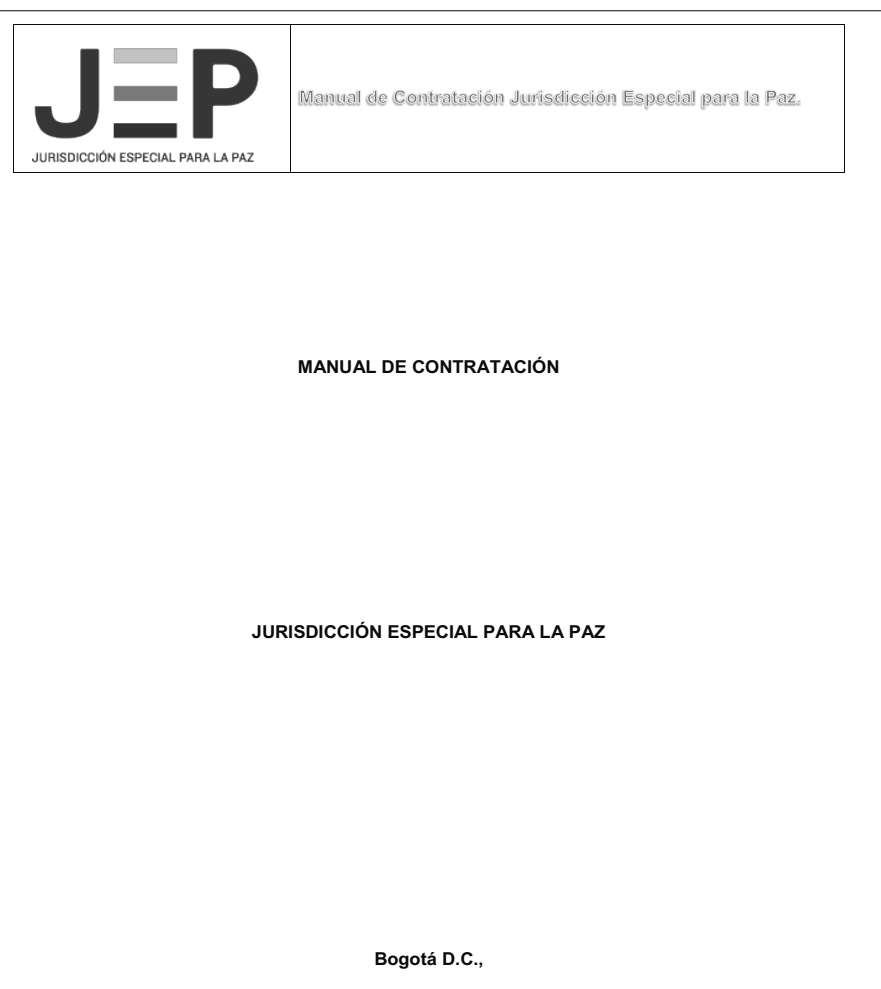 JEP
JURISDICCIÓN ESPECIAL PARA LA PAZ
Manual de Contratación Jurisdicción Especial para la Paz.
MANUAL DE CONTRATACIÓN
JURISDICCIÓN ESPECIAL PARA LA PAZ
Bogotá D.C.,